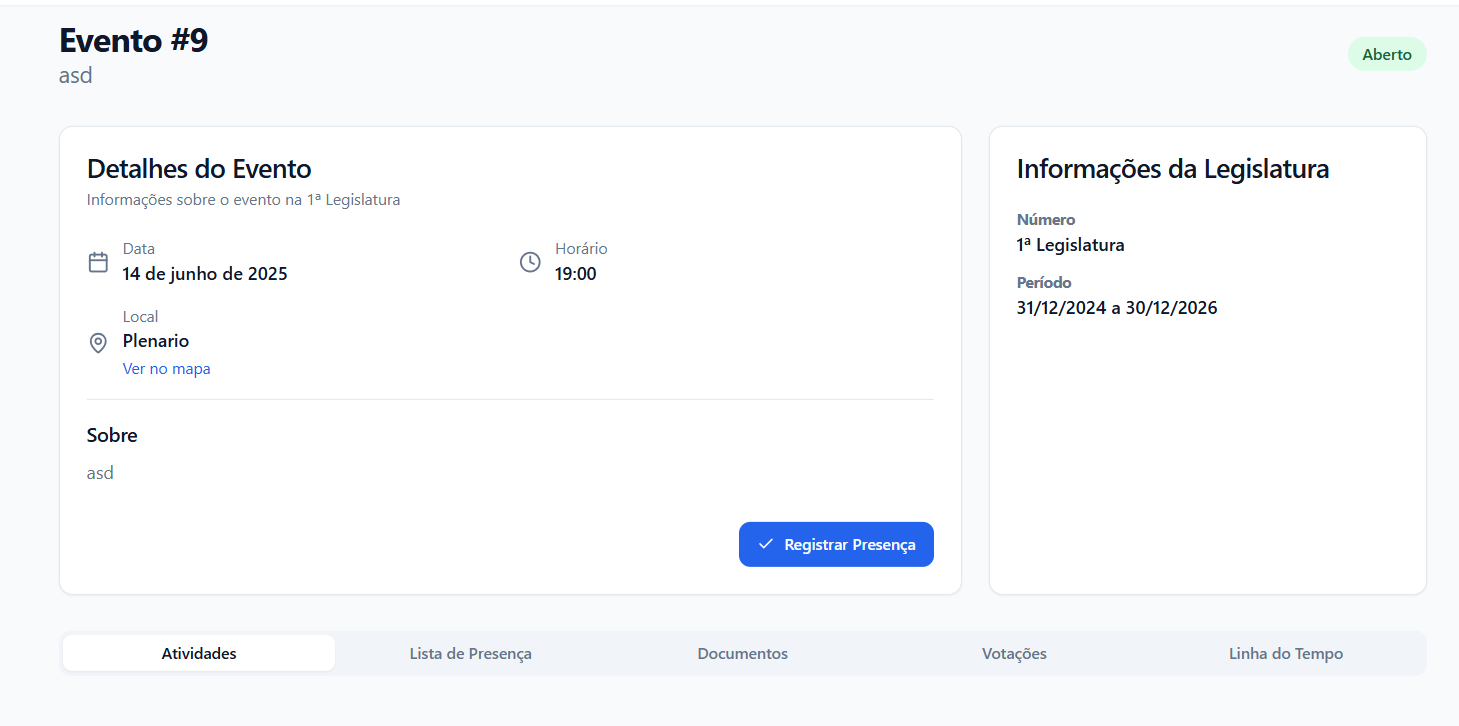 Evento #9
asd
Aberto
Detalhes do Evento
Informações sobre o evento na 1ª Legislatura
Data
14 de junho de 2025
Horário
19:00
Local
Plenario
Ver no mapa
Sobre
asd
Registrar Presença
Informações da Legislatura
Número
1ª Legislatura
Período
31/12/2024 a 30/12/2026
Atividades
Lista de Presença
Documentos
Votações
Linha do Tempo